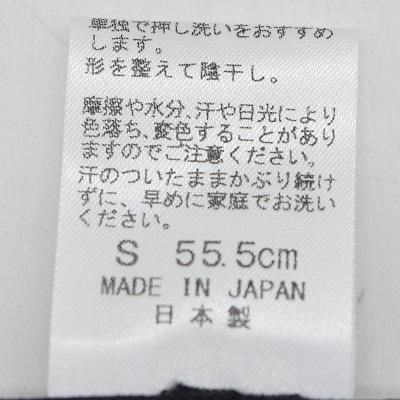 単独で押し洗いをおすすめ
します。
形を整えて陰干し。
摩擦や水分、汗や日光により
色落ち、変色することがあり
ますのでご注意ください。
汗のついたままかぶり続け
ずに、早めに家庭でお洗い
ください。
S 55.5cm
MADE IN JAPAN
日本製